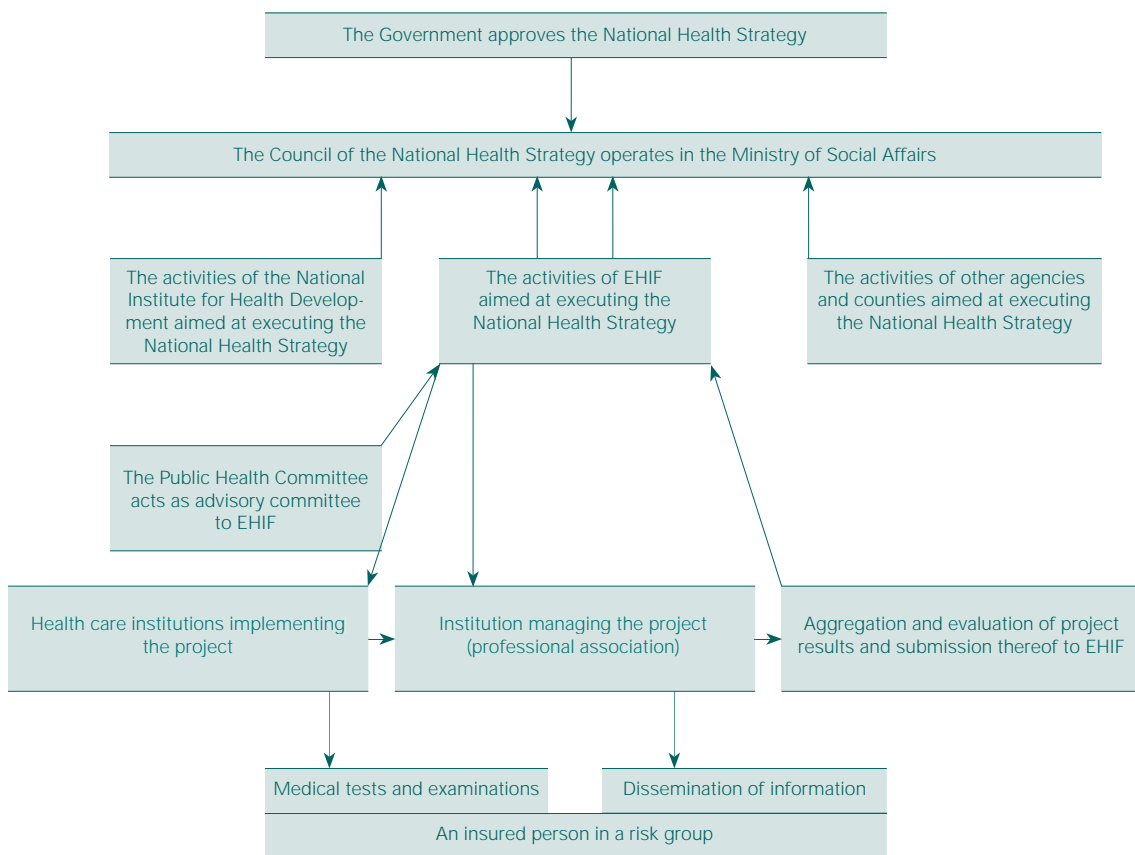 The Government approves the National Health Strategy
The Council of the National Health Strategy operates in the Ministry of Social Affairs
The activities of the National
Institute for Health Develop-
ment aimed at executing the
National Health Strategy
The activities of EHIF
aimed at executing the
National Health Strategy
The activities of other agencies
and counties aimed at executing
the National Health Strategy
The Public Health Committee
acts as advisory committee
to EHIF
Health care institutions implementing
the project
Institution managing the project
(professional association)
Aggregation and evaluation of project
results and submission thereof to EHIF
Medical tests and examinations
Dissemination of information
An insured person in a risk group